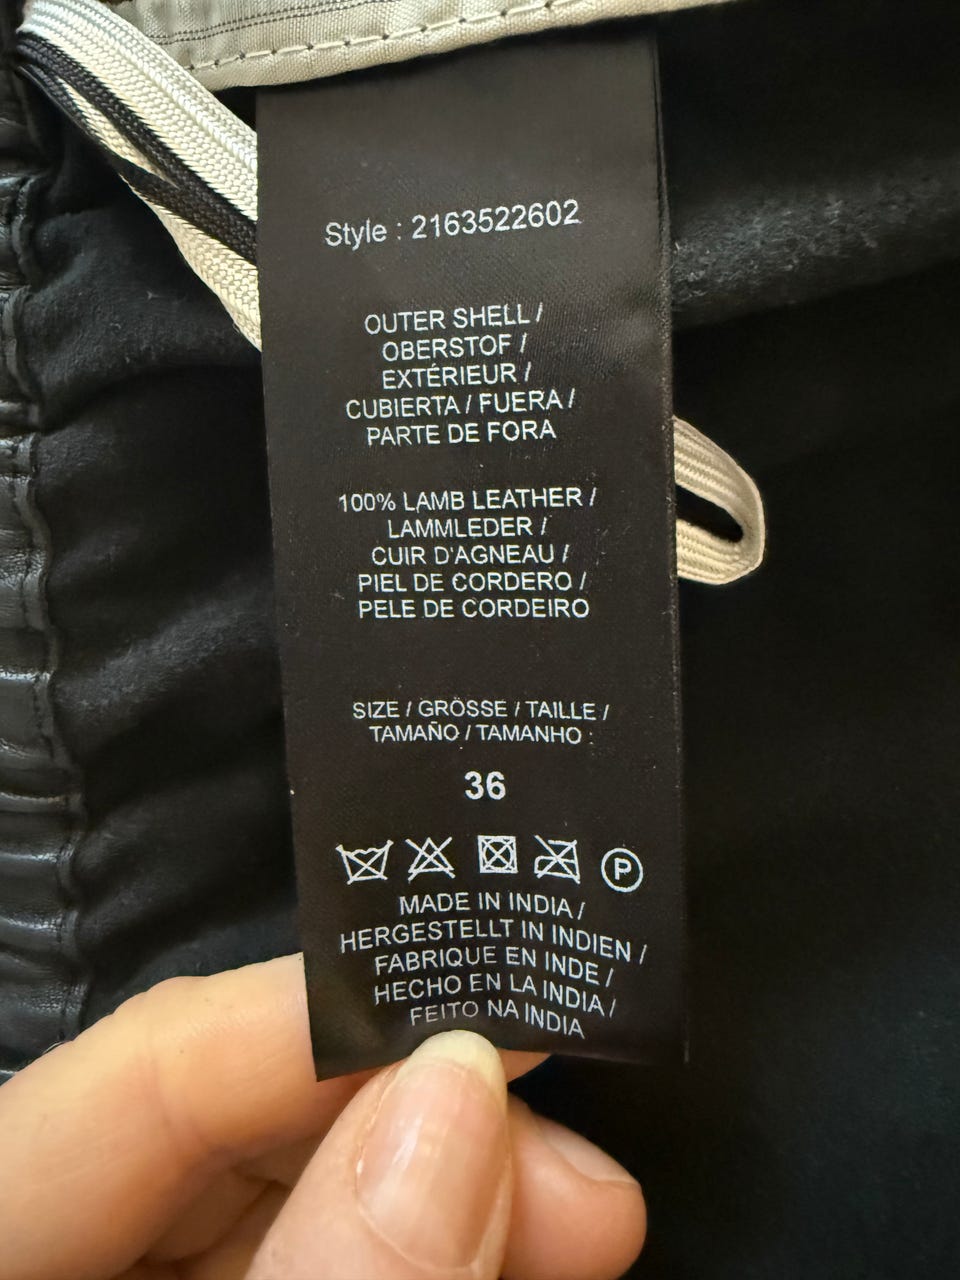 Style : 2163522602
OUTER SHELL /
OBERSTOF /
EXTÉRIEUR /
CUBIERTA / FUERA /
PARTE DE FORA
100% LAMB LEATHER /
LAMMLEDER /
CUIR D'AGNEAU /
PIEL DE CORDERO /
PELE DE CORDEIRO
SIZE / GRÖSSE / TAILLE /
TAMAÑO / TAMANHO :
36
P
MADE IN INDIA /
HERGESTELLT IN INDIEN /
FABRIQUE EN INDE /
HECHO EN LA INDIA /
FEITO NA INDIA